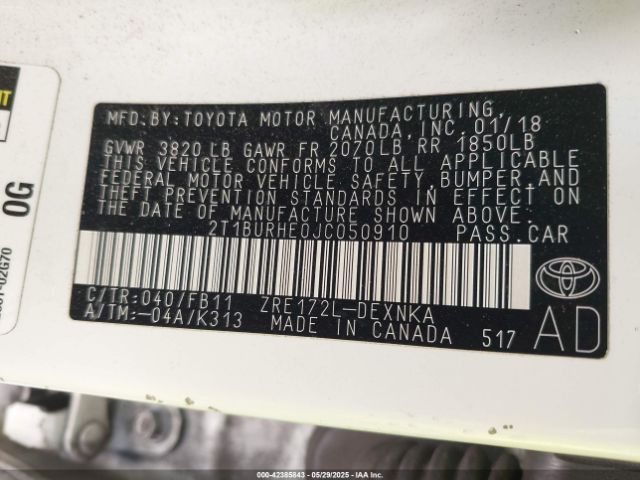 MFD. BY: TOYOTA MOTOR MANUFACTURING,
CANADA, INC. 01/18
GVWR 3820 LB GAWR FR 2070LB RR 1850LB
THIS VEHICLE CONFORMS TO ALL APPLICABLE
FEDERAL MOTOR VEHICLE SAFETY, BUMPER, AND
THEFT PREVENTION STANDARDS IN EFFECT ON
THE DATE OF MANUFACTURE SHOWN ABOVE.
2T1BURHE0JC050910 PASS.CAR
C/TR: 040/FB11 ZRE172L-DEXNKA
A/TM: -04A/K313 MADE IN CANADA 517
AD
0G
000-42385843 - 05/29/2025 - IAAI.COM